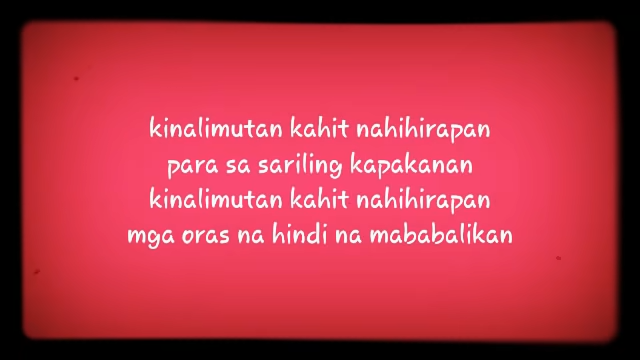 kinalimutan kahit nahihirapan
para sa sariling kapakanan
kinalimutan kahit nahihirapan
mga oras na hindi na mababalikan